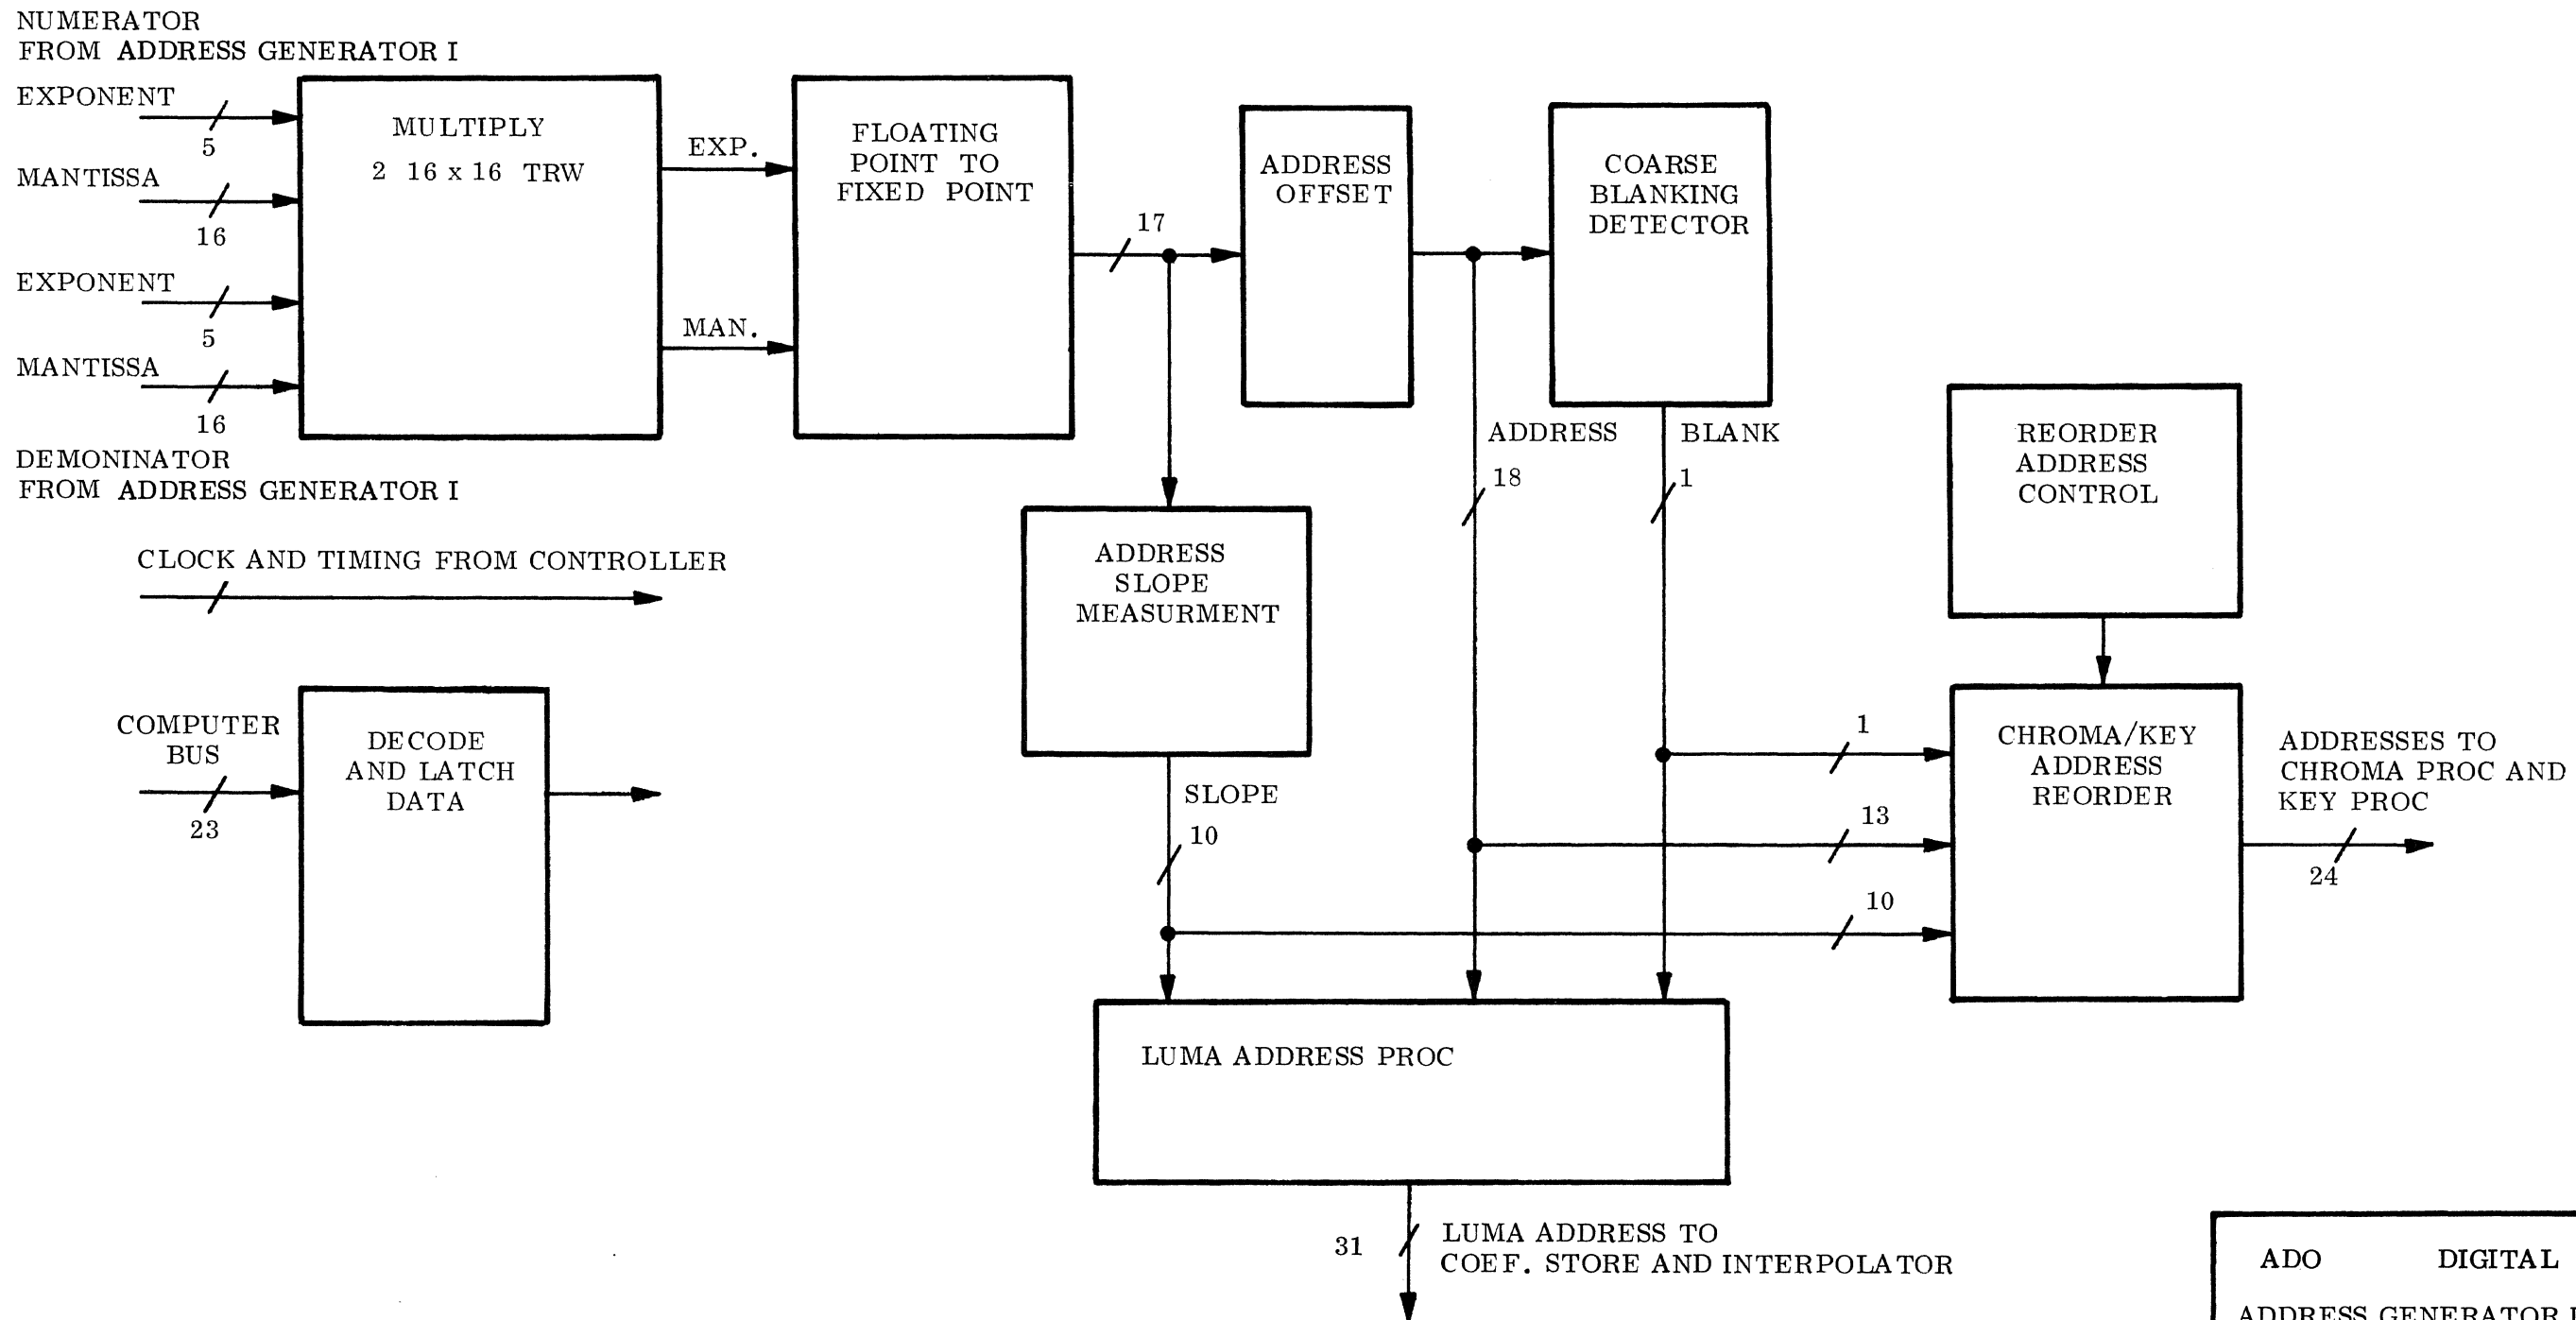 NUMERATOR
FROM ADDRESS GENERATOR I
EXPONENT
5
MANTISSA
16
EXPONENT
5
MANTISSA
16
DEMONINATOR
FROM ADDRESS GENERATOR I
MULTIPLY
2 16 x 16 TRW
EXP.
MAN.
FLOATING
POINT TO
FIXED POINT
17
ADDRESS
OFFSET
COARSE
BLANKING
DETECTOR
ADDRESS
18
BLANK
1
REORDER
ADDRESS
CONTROL
CLOCK AND TIMING FROM CONTROLLER
ADDRESS
SLOPE
MEASURMENT
COMPUTER
BUS
23
DECODE
AND LATCH
DATA
SLOPE
10
1
13
10
CHROMA/KEY
ADDRESS
REORDER
ADDRESSES TO
CHROMA PROC AND
KEY PROC
24
LUMA ADDRESS PROC
31
LUMA ADDRESS TO
COEF. STORE AND INTERPOLATOR
ADO DIGITAL
ADDRESS GENERATOR